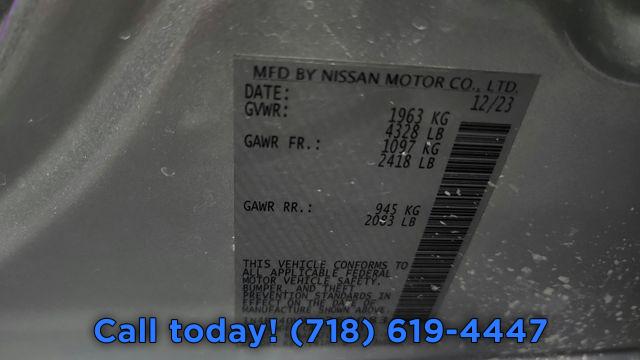 MFD BY NISSAN MOTOR CO., LTD.
DATE: 12/23
GVWR: 1963 KG
4328 LB
GAWR FR.: 1097 KG
2418 LB
GAWR RR.: 945 KG
2083 LB
THIS VEHICLE CONFORMS TO
ALL APPLICABLE FEDERAL
MOTOR VEHICLE SAFETY,
BUMPER, AND THEFT
PREVENTION STANDARDS IN
EFFECT ON THE DATE OF
MANUFACTURE SHOWN ABOVE.
Call today! (718) 619-4447